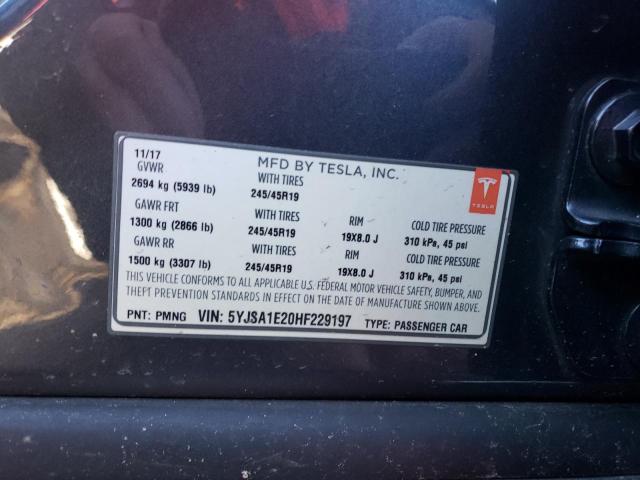 11/17 MFD BY TESLA, INC.
GVWR WITH TIRES
2694 kg (5939 lb) 245/45R19
GAWR FRT WITH TIRES RIM COLD TIRE PRESSURE
1300 kg (2866 lb) 245/45R19 19X8.0 J 310 kPa, 45 psi
GAWR RR WITH TIRES RIM COLD TIRE PRESSURE
1500 kg (3307 lb) 245/45R19 19X8.0 J 310 kPa, 45 psi
THIS VEHICLE CONFORMS TO ALL APPLICABLE U.S. FEDERAL MOTOR VEHICLE SAFETY, BUMPER, AND
THEFT PREVENTION STANDARDS IN EFFECT ON THE DATE OF MANUFACTURE SHOWN ABOVE.
PNT: PMNG VIN: 5YJSA1E20HF229197 TYPE: PASSENGER CAR
TESLA